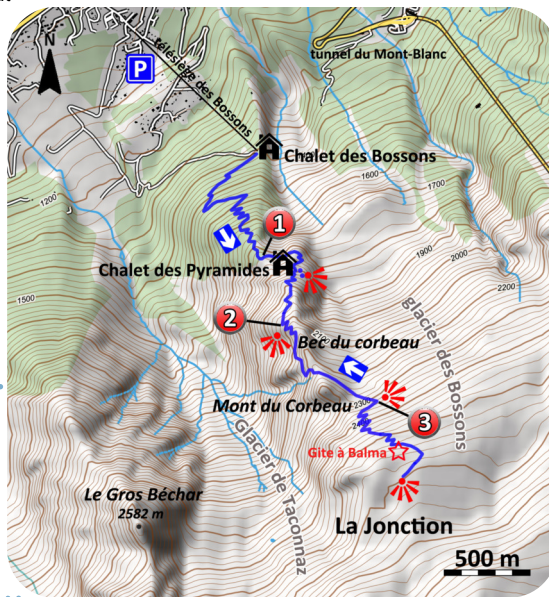 N
P
télésiège des Bossons
tunnel du Mont-Blanc
Chalet des Bossons
1600
1700
1200
1
1900
2000
2200
Chalet des Pyramides
1500
2
Bec du corbeau
glacier des Bossons
Mont du Corbeau
2300
3
Gite à Balma
Glacier de Taconnaz
Le Gros Béchar
2582 m
La Jonction
500 m